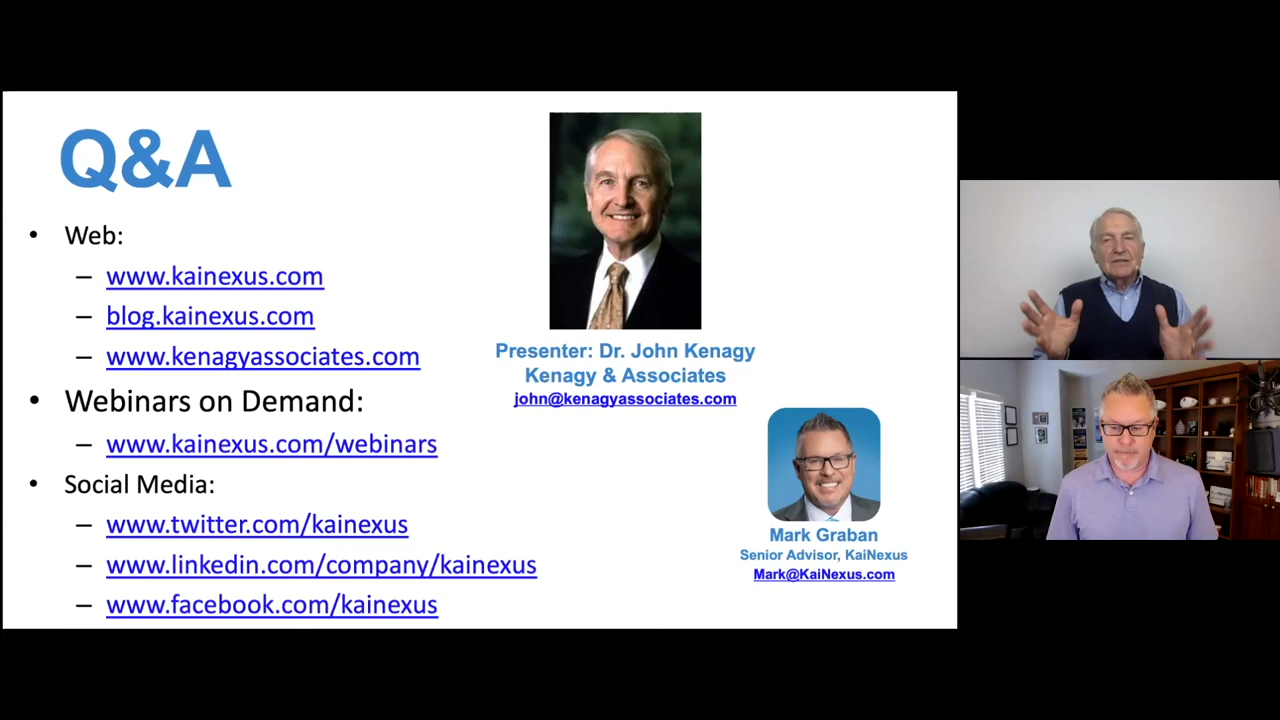 Q&A
• Web:
– www.kainexus.com
– blog.kainexus.com
– www.kenagyassociates.com
• Webinars on Demand:
– www.kainexus.com/webinars
• Social Media:
– www.twitter.com/kainexus
– www.linkedin.com/company/kainexus
– www.facebook.com/kainexus
Presenter: Dr. John Kenagy
Kenagy & Associates
john@kenagyassociates.com
Mark Graban
Senior Advisor, KaiNexus
Mark@KaiNexus.com